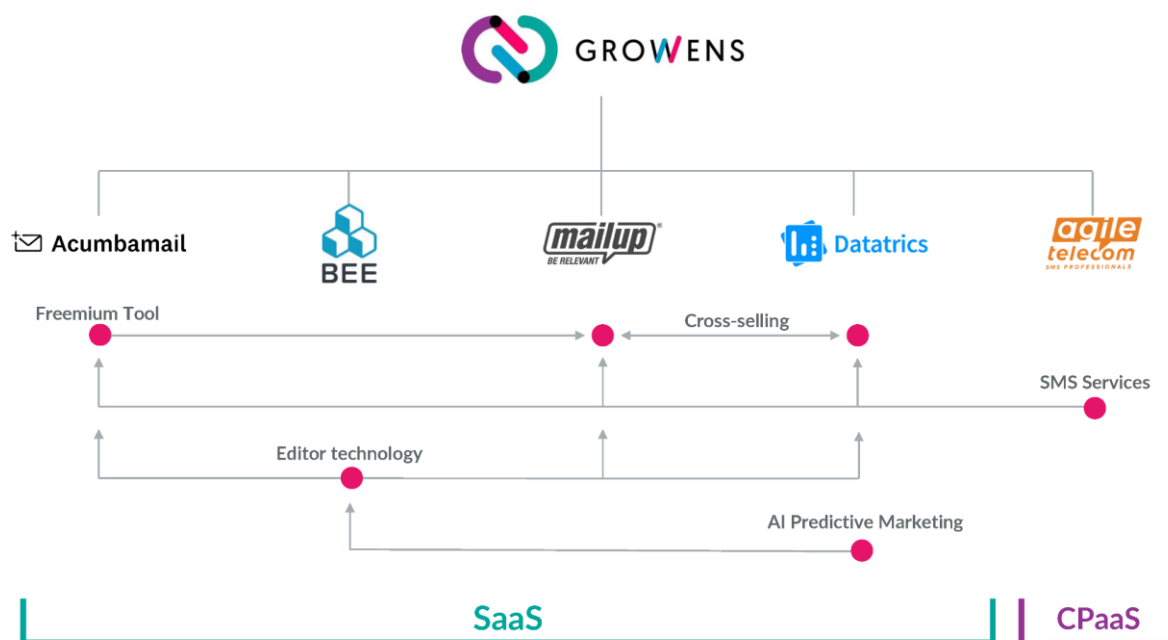 GROWENS
Acumbamail
BEE
mailup®
BE RELEVANT
Datatrics
agile
telecom
SMS PROFESSIONALS
Freemium Tool
Cross-selling
SMS Services
Editor technology
AI Predictive Marketing
SaaS
CPaaS